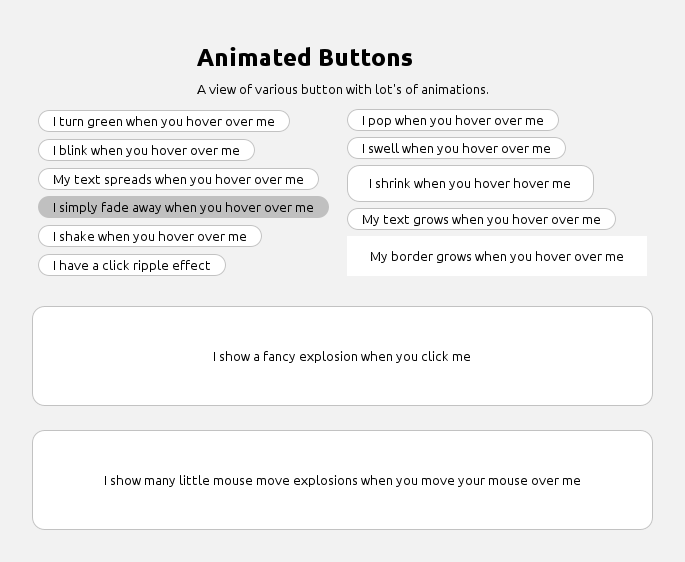 Animated Buttons
A view of various button with lot's of animations.
I turn green when you hover over me
I blink when you hover over me
My text spreads when you hover over me
I simply fade away when you hover over me
I shake when you hover over me
I have a click ripple effect
I pop when you hover over me
I swell when you hover over me
I shrink when you hover hover me
My text grows when you hover over me
My border grows when you hover over me
I show a fancy explosion when you click me
I show many little mouse move explosions when you move your mouse over me